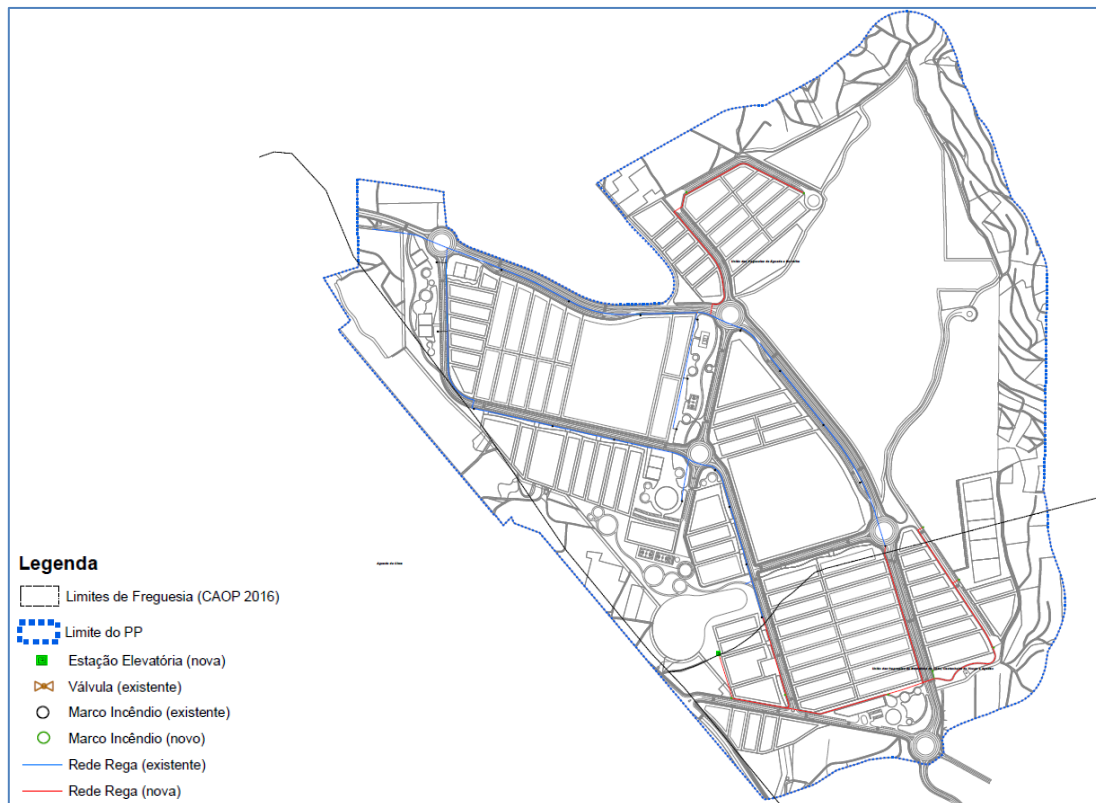 Legenda
Limites de Freguesia (CAOP 2016)
Limite do PP
Estação Elevatória (nova)
Válvula (existente)
Marco Incêndio (existente)
Marco Incêndio (novo)
Rede Rega (existente)
Rede Rega (nova)